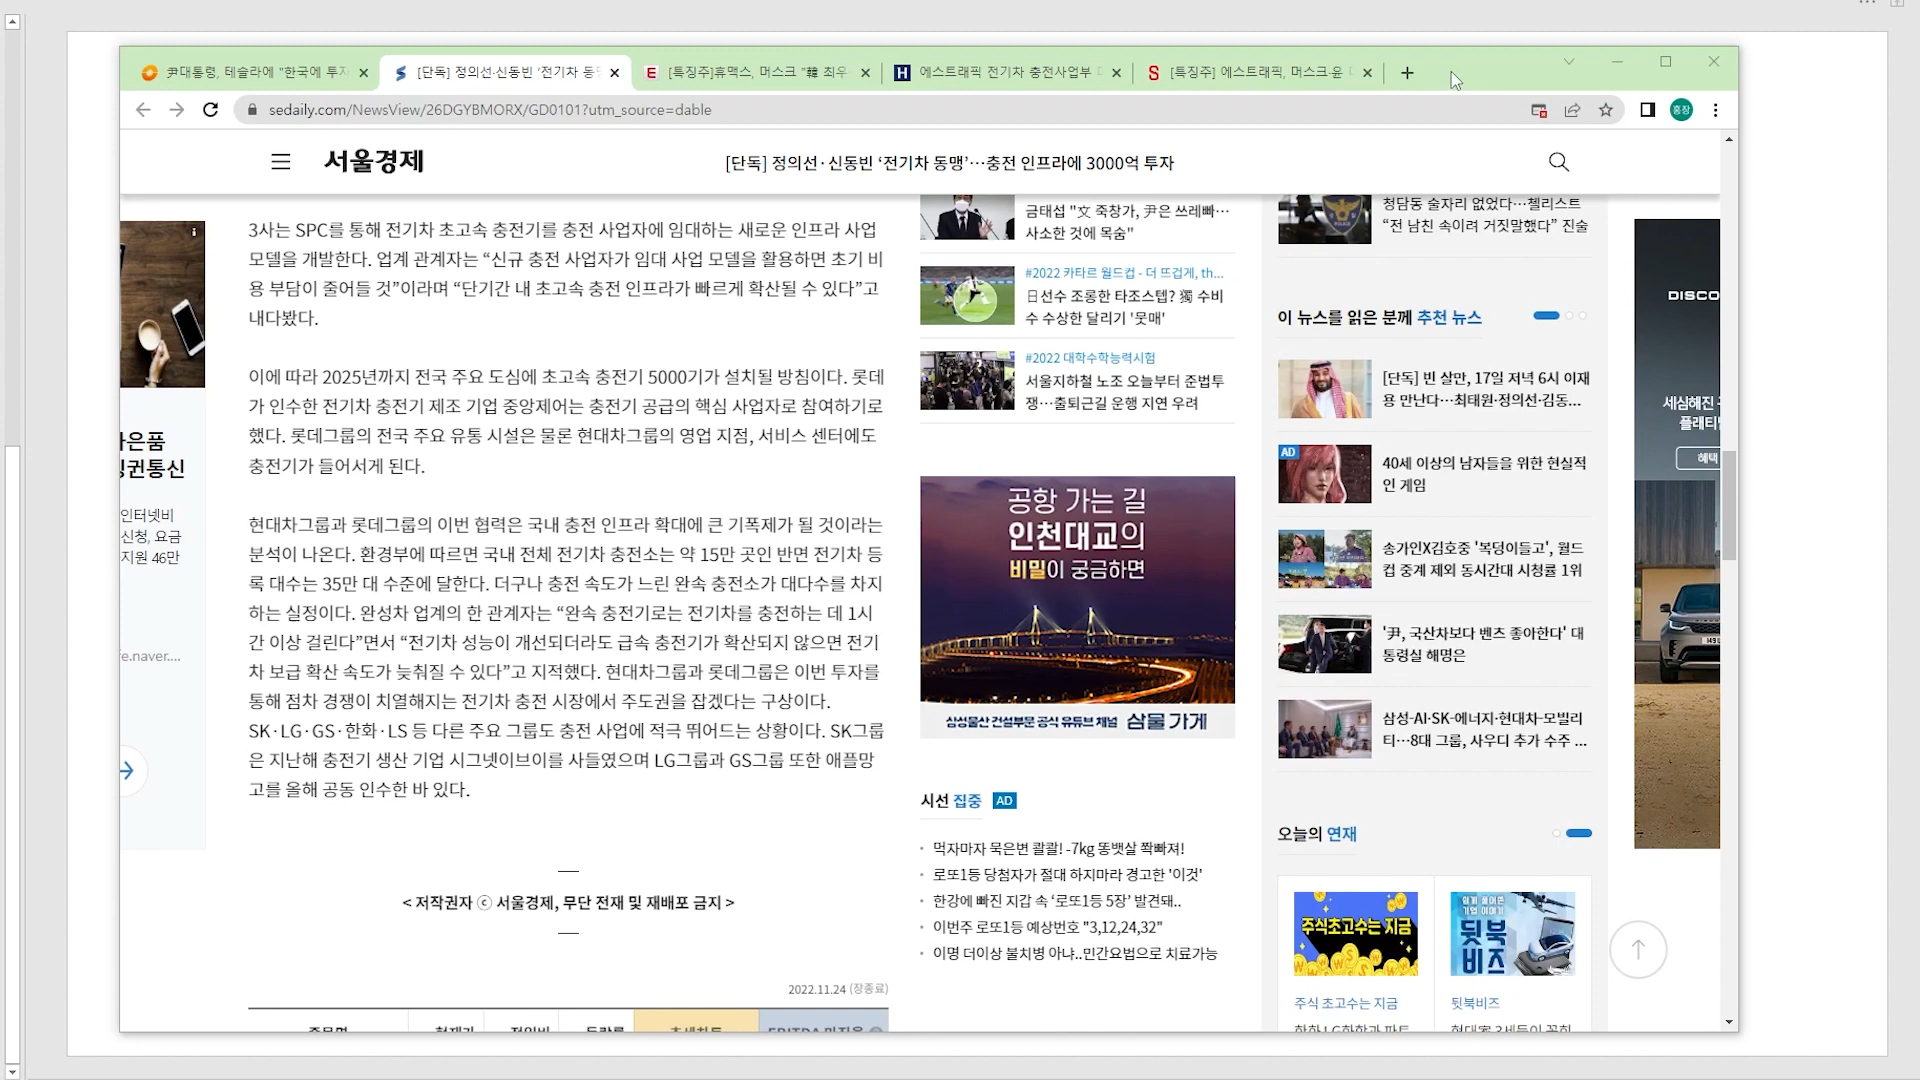 尹대통령, 테슬라에 "한국에 투자
[단독] 정의선·신동빈 '전기차 동
[특징주]휴맥스, 머스크 "韓 최우
에스트래픽 전기차 충전사업부
[특징주] 에스트래픽, 머스크·윤
sedaily.com/NewsView/26DGYBMORX/GD0101?utm_source=dable
홍장
서울경제
[단독] 정의선·신동빈 ‘전기차 동맹’…충전 인프라에 3000억 투자
3사는 SPC를 통해 전기차 초고속 충전기를 충전 사업자에 임대하는 새로운 인프라 사업
모델을 개발한다. 업계 관계자는 “신규 충전 사업자가 임대 사업 모델을 활용하면 초기 비
용 부담이 줄어들 것”이라며 “단기간 내 초고속 충전 인프라가 빠르게 확산될 수 있다”고
내다봤다.
이에 따라 2025년까지 전국 주요 도심에 초고속 충전기 5000기가 설치될 방침이다. 롯데
가 인수한 전기차 충전기 제조 기업 중앙제어는 충전기 공급의 핵심 사업자로 참여하기로
했다. 롯데그룹의 전국 주요 유통 시설은 물론 현대차그룹의 영업 지점, 서비스 센터에도
충전기가 들어서게 된다.
현대차그룹과 롯데그룹의 이번 협력은 국내 충전 인프라 확대에 큰 기폭제가 될 것이라는
분석이 나온다. 환경부에 따르면 국내 전체 전기차 충전소는 약 15만 곳인 반면 전기차 등
록 대수는 35만 대 수준에 달한다. 더구나 충전 속도가 느린 완속 충전소가 대다수를 차지
하는 실정이다. 완성차 업계의 한 관계자는 “완속 충전기로는 전기차를 충전하는 데 1시
간 이상 걸린다”면서 “전기차 성능이 개선되더라도 급속 충전기가 확산되지 않으면 전기
차 보급 확산 속도가 늦춰질 수 있다”고 지적했다. 현대차그룹과 롯데그룹은 이번 투자를
통해 점차 경쟁이 치열해지는 전기차 충전 시장에서 주도권을 잡겠다는 구상이다.
SK·LG·GS·한화·LS 등 다른 주요 그룹도 충전 사업에 적극 뛰어드는 상황이다. SK그룹
은 지난해 충전기 생산 기업 시그넷이브이를 사들였으며 LG그룹과 GS그룹 또한 애플망
고를 올해 공동 인수한 바 있다.
< 저작권자 ⓒ 서울경제, 무단 전재 및 재배포 금지 >
2022.11.24 (장종료)
사은품
인터넷비
신청, 요금
지원 46만
e.naver....
금태섭 "文 죽창가, 尹은 쓰레빠…
사소한 것에 목숨"
#2022 카타르 월드컵 - 더 뜨겁게, th...
日선수 조롱한 타조스텝? 獨 수비
수 수상한 달리기 '뭇매'
#2022 대학수학능력시험
서울지하철 노조 오늘부터 준법투
쟁…출퇴근길 운행 지연 우려
공항 가는 길
인천대교의
비밀이 궁금하면
삼성물산 건설부문 공식 유튜브 채널 삼물 가게
시선 집중 AD
· 먹자마자 묵은변 콸콸! -7kg 똥뱃살 쫙빠져!
· 로또1등 당첨자가 절대 하지마라 경고한 '이것'
· 한강에 빠진 지갑 속 ‘로또1등 5장’ 발견돼..
· 이번주 로또1등 예상번호 "3,12,24,32"
· 이명 더이상 불치병 아냐..민간요법으로 치료가능
청담동 술자리 없었다…첼리스트
“전 남친 속이려 거짓말했다” 진술
이 뉴스를 읽은 분께 추천 뉴스
[단독] 빈 살만, 17일 저녁 6시 이재
용 만난다…최태원·정의선·김동...
AD
40세 이상의 남자들을 위한 현실적
인 게임
송가인X김호중 '복덩이들고', 월드
컵 중계 제외 동시간대 시청률 1위
'尹, 국산차보다 벤츠 좋아한다' 대
통령실 해명은
삼성-AI·SK-에너지·현대차-모빌리
티…8대 그룹, 사우디 추가 수주 ...
오늘의 연재
주식초고수는 지금
쉽게 풀어쓴
기업 이야기
뒷북
비즈
주식 초고수는 지금
뒷북비즈
DISCO
세심해진
플래티
혜택